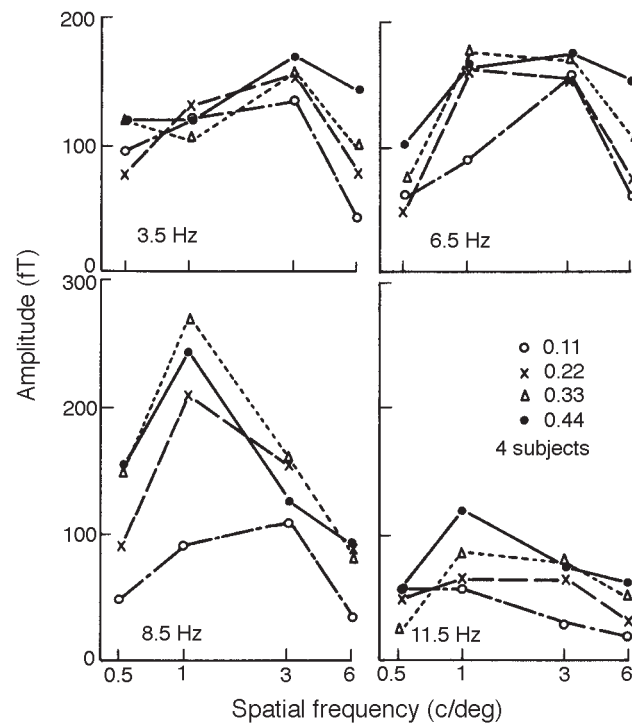 200
100
0
3.5 Hz
6.5 Hz
Amplitude (fT)
300
200
100
0
8.5 Hz
0.11
0.22
0.33
0.44
4 subjects
11.5 Hz
0.5 1 3 6 0.5 1 3 6
Spatial frequency (c/deg)